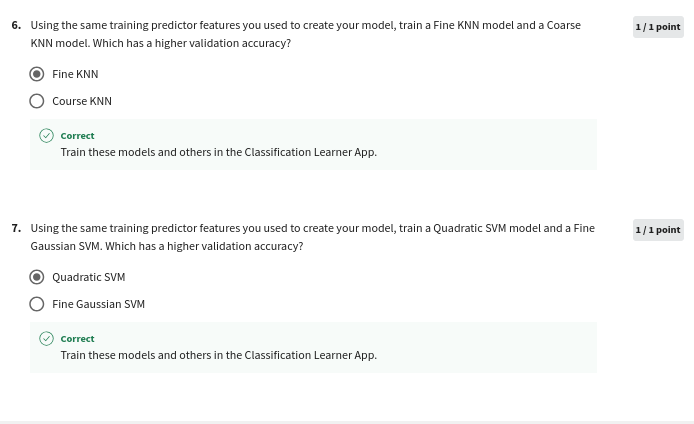 6. Using the same training predictor features you used to create your model, train a Fine KNN model and a Coarse
KNN model. Which has a higher validation accuracy?
1 / 1 point
Fine KNN
Course KNN
Correct
Train these models and others in the Classification Learner App.
7. Using the same training predictor features you used to create your model, train a Quadratic SVM model and a Fine
Gaussian SVM. Which has a higher validation accuracy?
1 / 1 point
Quadratic SVM
Fine Gaussian SVM
Correct
Train these models and others in the Classification Learner App.